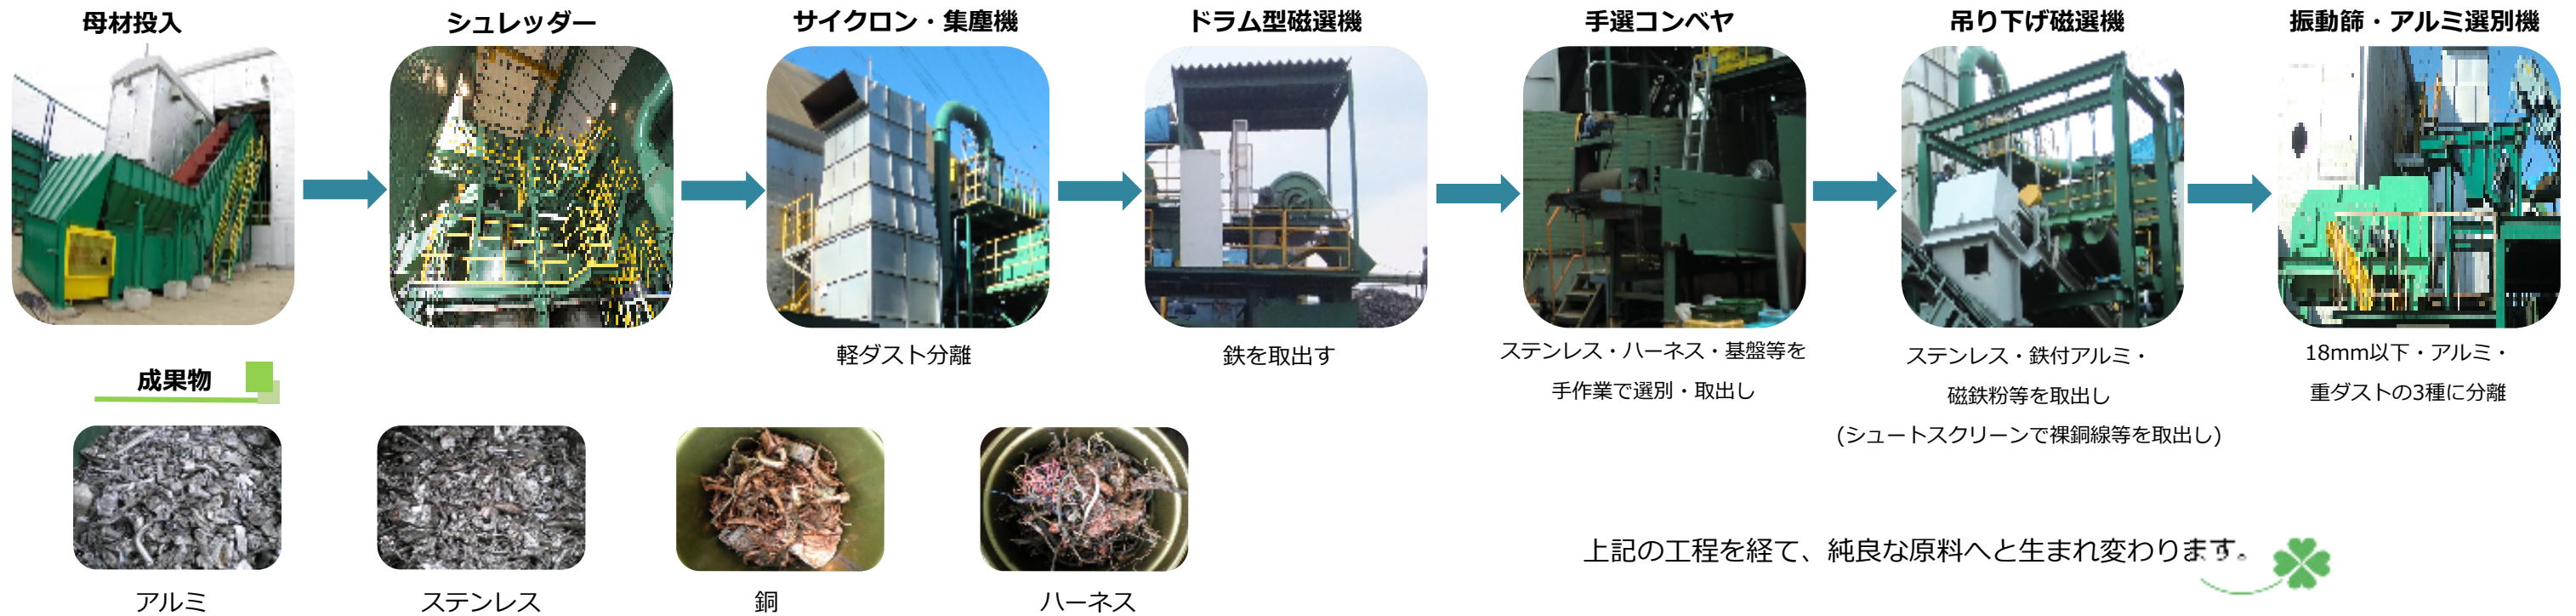 母材投入
シュレッダー
サイクロン・集塵機
ドラム型磁選機
手選コンベヤ
吊り下げ磁選機
振動篩・アルミ選別機
軽ダスト分離
鉄を取出す
ステンレス・ハーネス・基盤等を
手作業で選別・取出し
ステンレス・鉄付アルミ・
磁鉄粉等を取出し
(シュートスクリーンで裸銅線等を取出し)
18mm以下・アルミ・
重ダストの3種に分離
成果物
アルミ
ステンレス
銅
ハーネス
上記の工程を経て、純良な原料へと生まれ変わります。